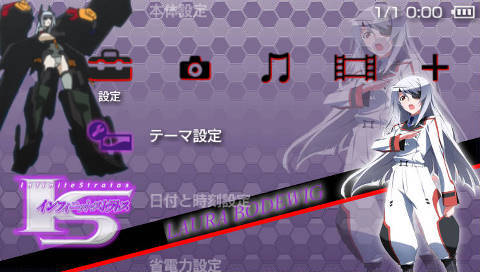 本体設定
1/1 0:00
設定
テーマ設定
Infinite Stratos
インフィニット・ストラトス
IS
日付と時刻設定
LAURA BODEWIG
省電力設定